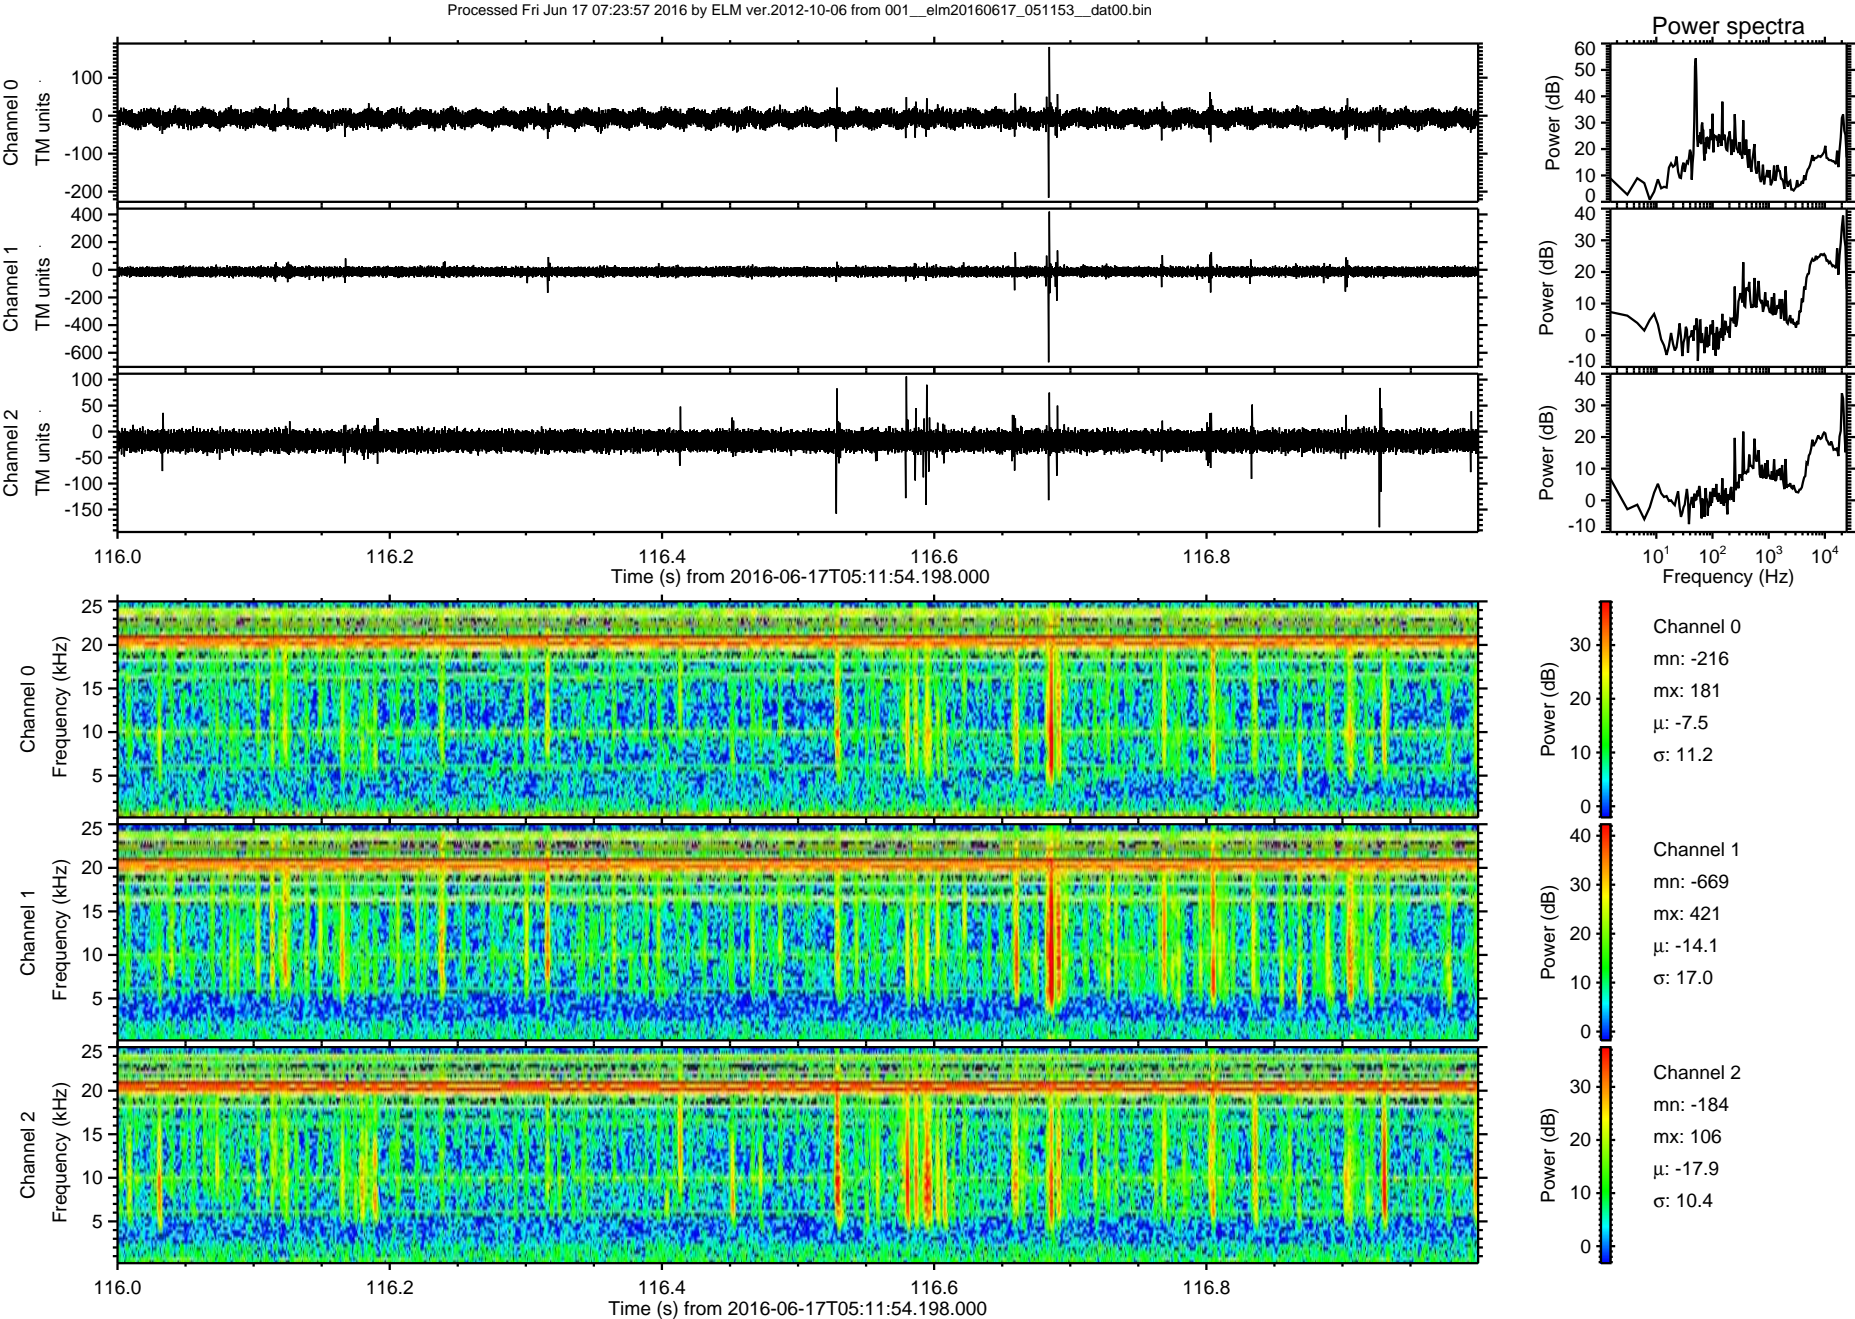 Processed Fri Jun 17 07:23:57 2016 by ELM ver.2012-10-06 from 001__elm20160617_051153__dat00.bin
Power spectra
Channel 0
TM units
100
0
-100
-200
Power (dB)
60
50
40
30
20
10
0
Channel 1
TM units
400
200
0
-200
-400
-600
Power (dB)
40
30
20
10
0
-10
Channel 2
TM units
100
50
0
-50
-100
-150
Power (dB)
40
30
20
10
0
-10
116.0 116.2 116.4 116.6 116.8
Time (s) from 2016-06-17T05:11:54.198.000
10¹ 10² 10³ 10⁴
Frequency (Hz)
Channel 0
Frequency (kHz)
25
20
15
10
5
Power (dB)
30
20
10
0
Channel 0
mn: -216
mx: 181
μ: -7.5
σ: 11.2
Channel 1
Frequency (kHz)
25
20
15
10
5
Power (dB)
40
30
20
10
0
Channel 1
mn: -669
mx: 421
μ: -14.1
σ: 17.0
Channel 2
Frequency (kHz)
25
20
15
10
5
Power (dB)
30
20
10
0
Channel 2
mn: -184
mx: 106
μ: -17.9
σ: 10.4
116.0 116.2 116.4 116.6 116.8
Time (s) from 2016-06-17T05:11:54.198.000